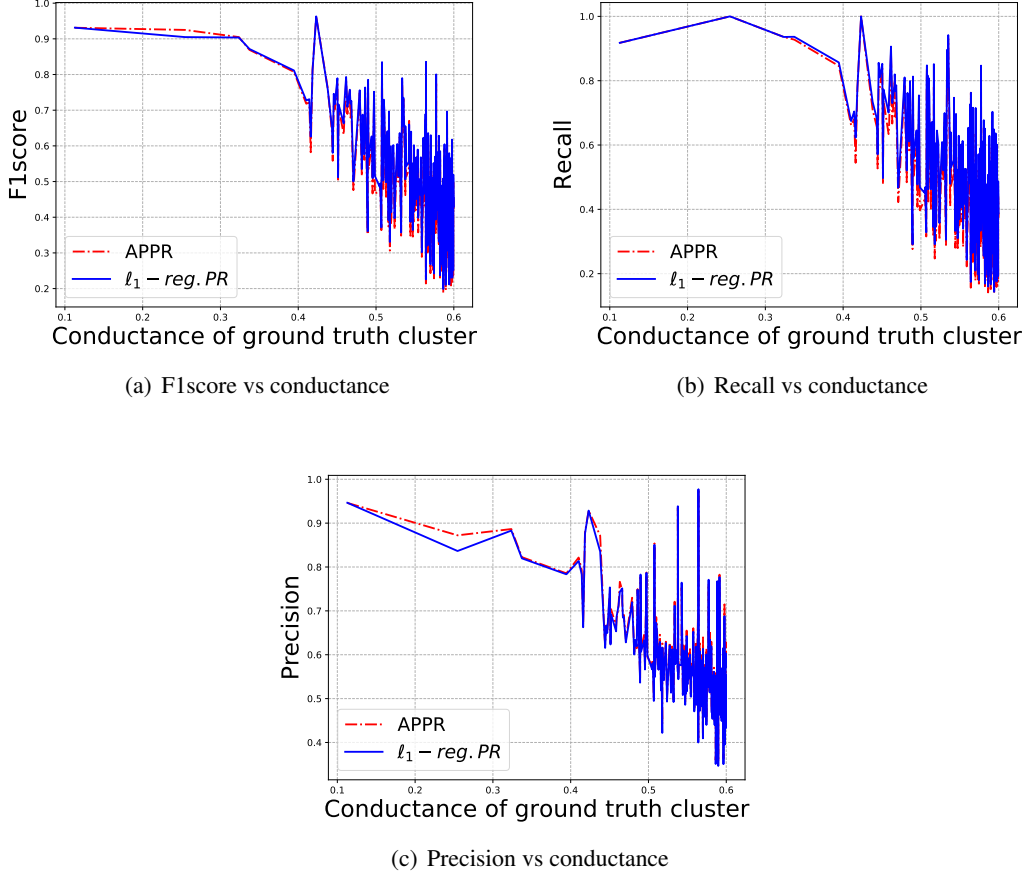 1.0
0.9
0.8
0.7
0.6
0.5
0.4
0.3
0.2
F1score
APPR
ℓ₁ − reg. PR
0.1 0.2 0.3 0.4 0.5 0.6
Conductance of ground truth cluster
(a) F1score vs conductance
1.0
0.8
0.6
0.4
0.2
Recall
APPR
ℓ₁ − reg. PR
0.1 0.2 0.3 0.4 0.5 0.6
Conductance of ground truth cluster
(b) Recall vs conductance
1.0
0.9
0.8
0.7
0.6
0.5
0.4
Precision
APPR
ℓ₁ − reg. PR
0.1 0.2 0.3 0.4 0.5 0.6
Conductance of ground truth cluster
(c) Precision vs conductance